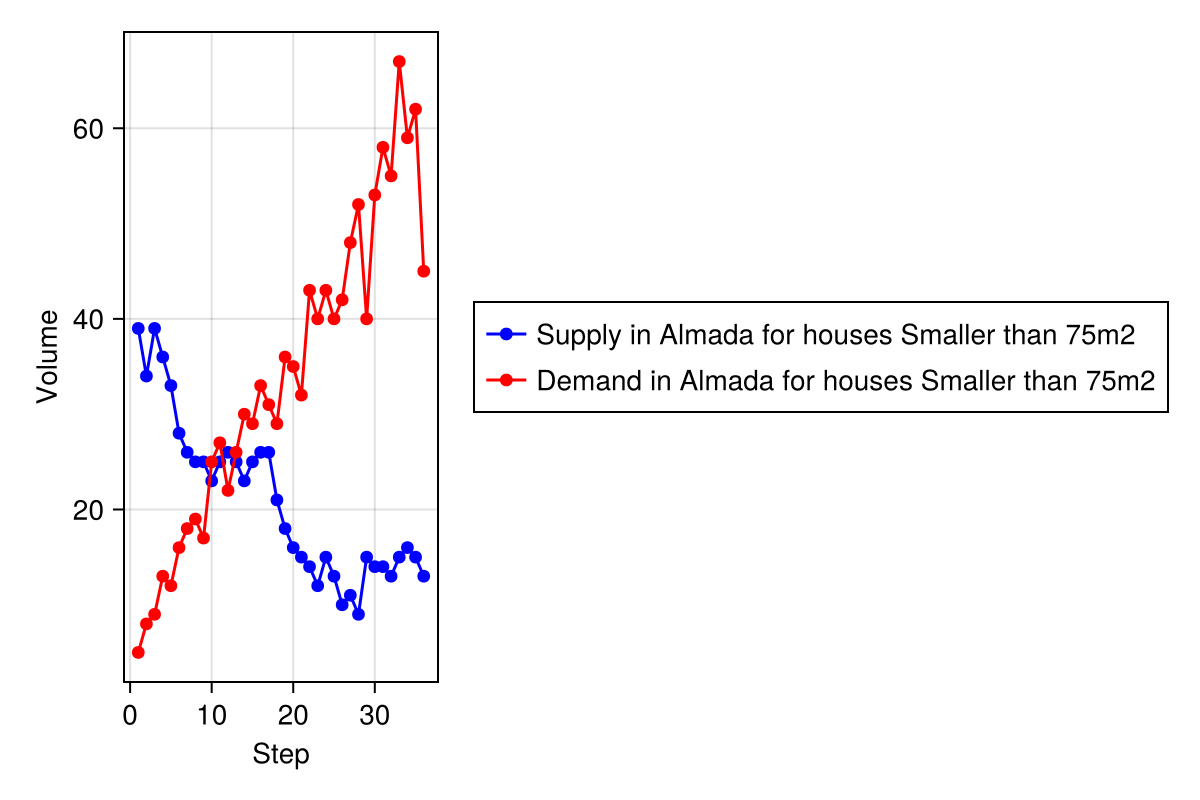 60
40
20
Volume
0 10 20 30
Step
Supply in Almada for houses Smaller than 75m2
Demand in Almada for houses Smaller than 75m2